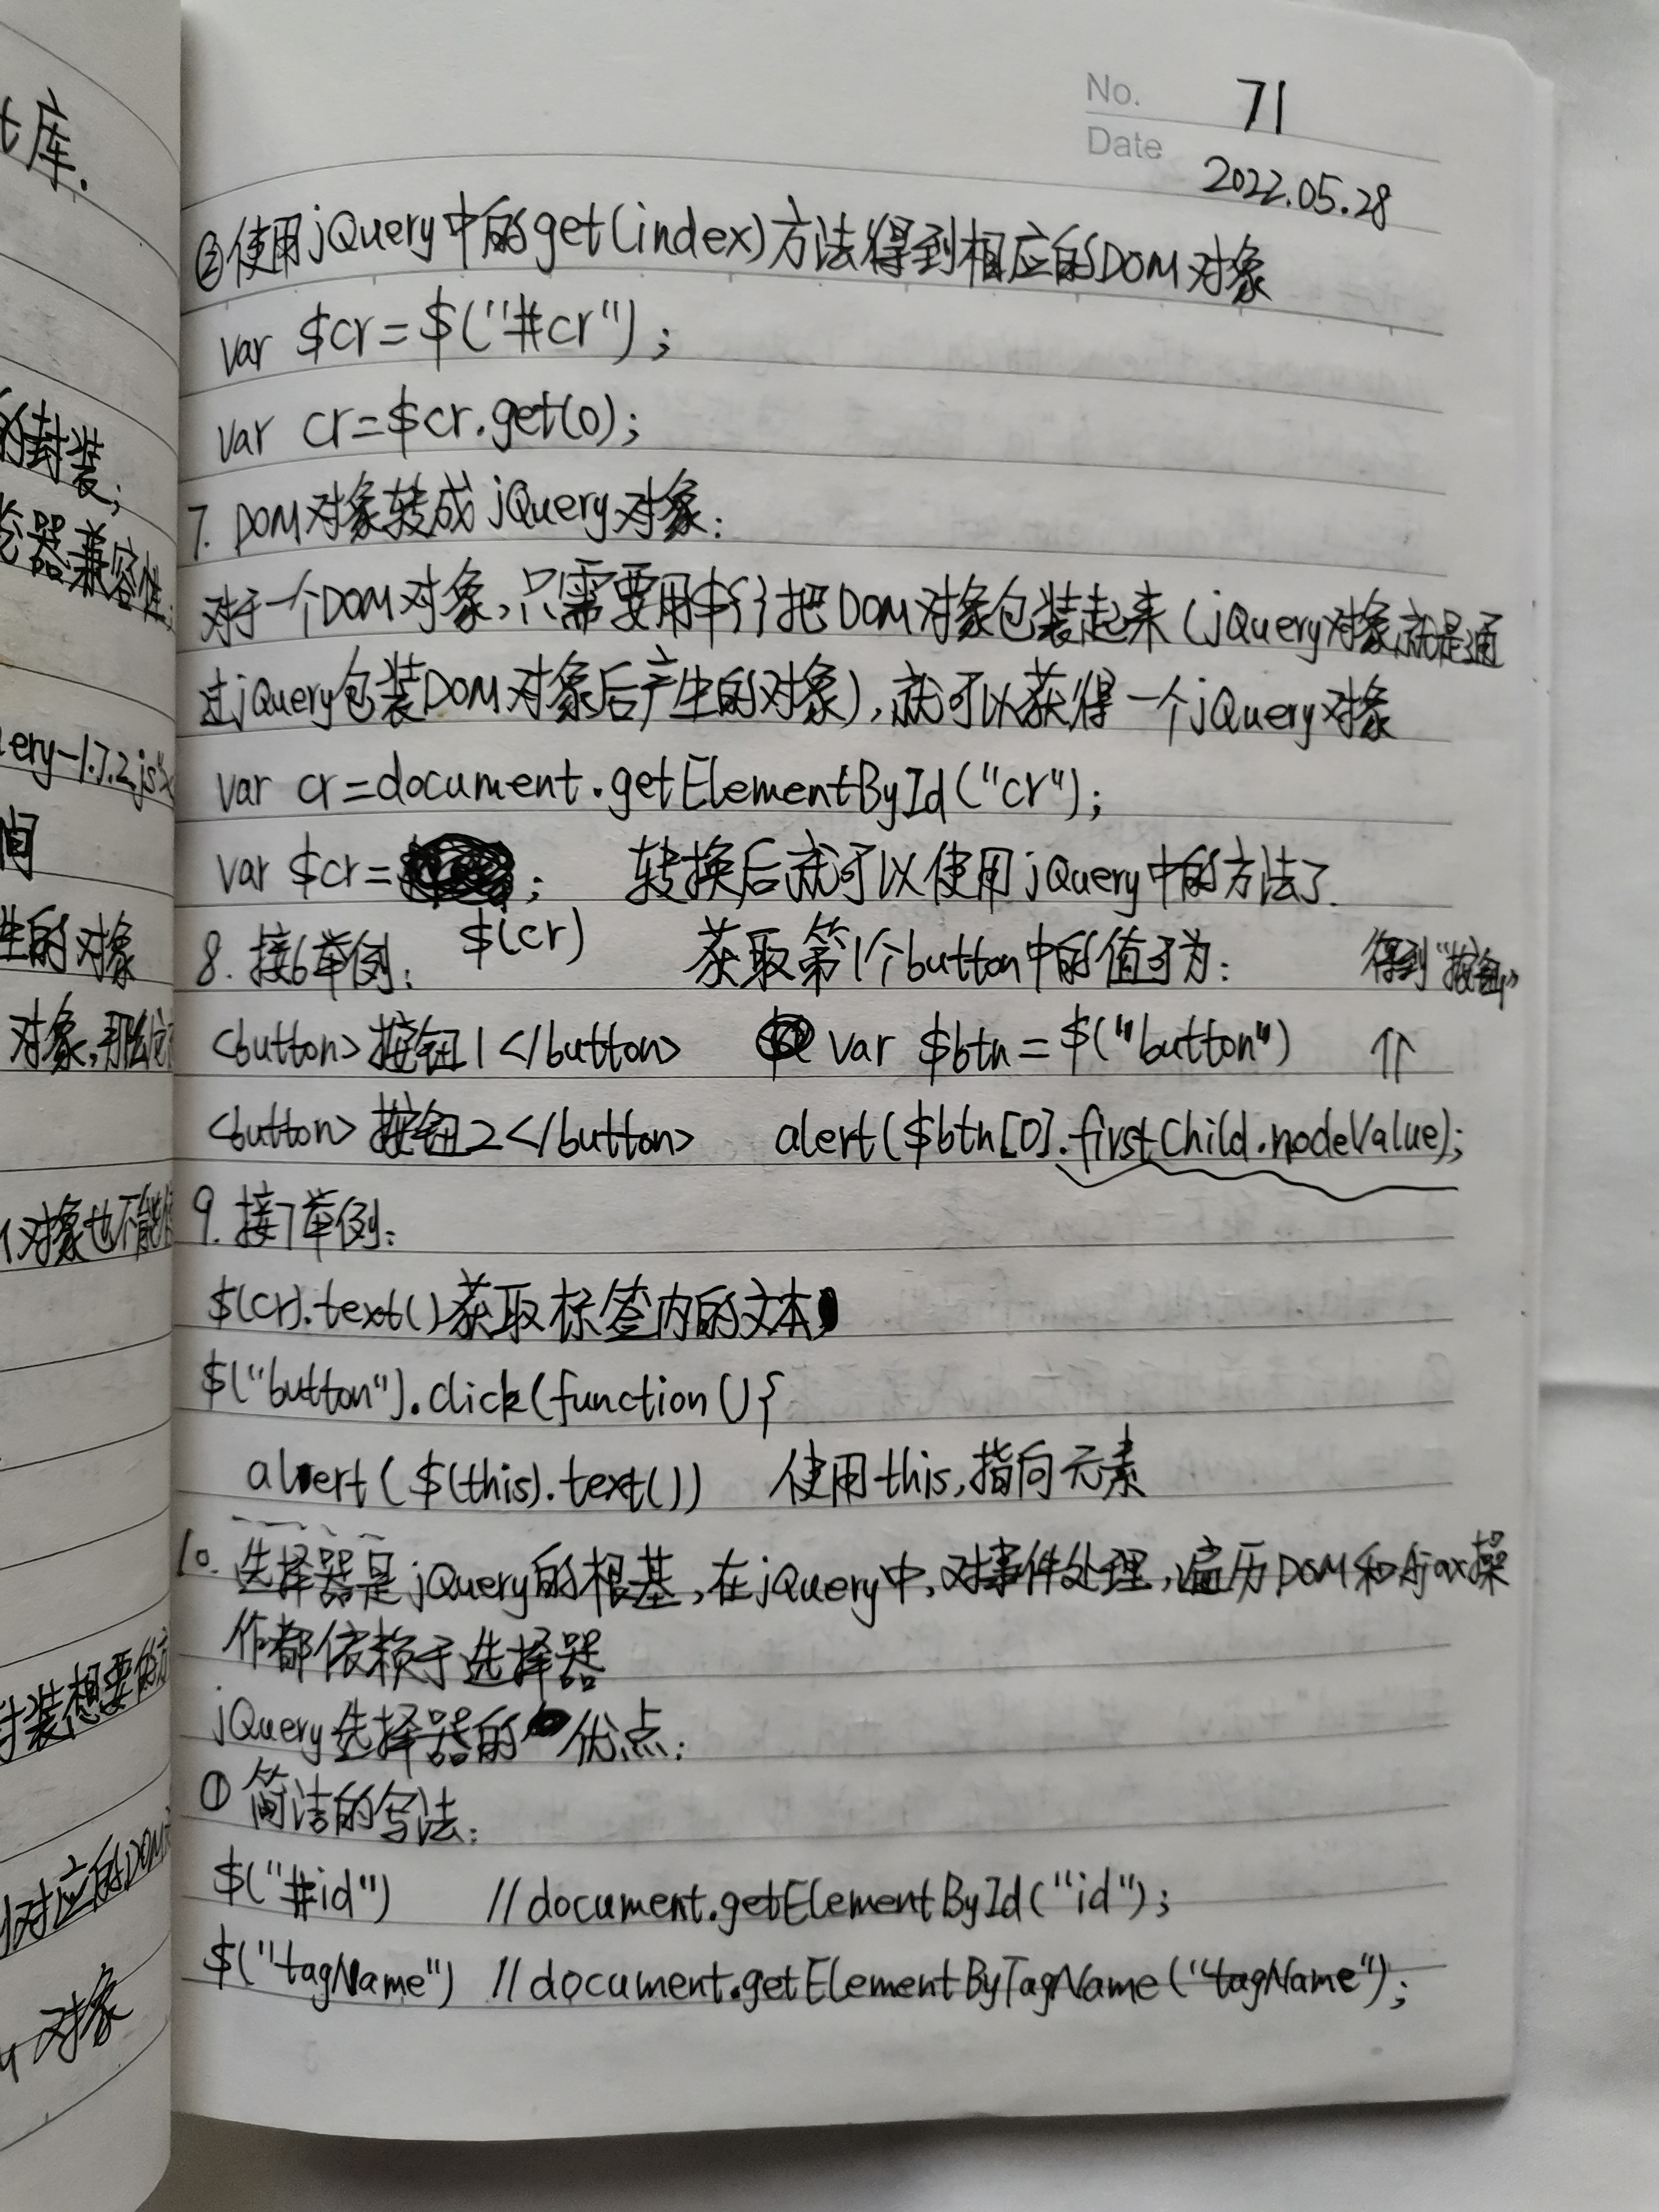 t库.
的封装;
器兼容性;
ery-1.7.2.js"
间
生的对象
对象,那么
对象也不能
封装想要的方
对应的DOM
对象
No. 71
Date 2022.05.28
②使用jQuery中的get(index)方法得到相应的DOM对象
var $cr=$("#cr");
var cr=$cr.get(0);
7. DOM对象转成jQuery对象:
对于一个DOM对象,只需要用$()把DOM对象包装起来(jQuery对象就是通
过jQuery包装DOM对象后产生的对象),就可以获得一个jQuery对象
var cr=document.getElementById("cr");
var $cr= ; 转换后就可以使用jQuery中的方法了.
8. 接6举例: $(cr) 获取第1个button中的值可为: 得到"按钮"
<button>按钮1</button> var $btn=$("button") ⇈
<button>按钮2</button> alert($btn[0].firstChild.nodeValue);
9. 接7举例:
$(cr).text()获取标签内的文本
$("button").click(function(){
alert($(this).text()) 使用this,指向元素
10. 选择器是jQuery的根基,在jQuery中,对事件处理,遍历DOM和Ajax操
作都依赖于选择器
jQuery选择器的优点:
①简洁的写法:
$("#id") //document.getElementById("id");
$("tagName") //document.getElementByTagName("tagName");